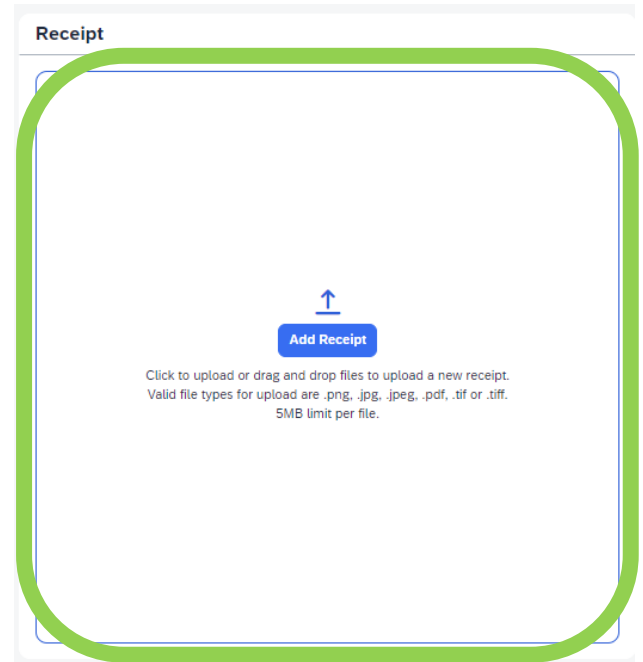 Receipt
Add Receipt
Click to upload or drag and drop files to upload a new receipt.
Valid file types for upload are .png, .jpg, .jpeg, .pdf, .tif or .tiff.
5MB limit per file.